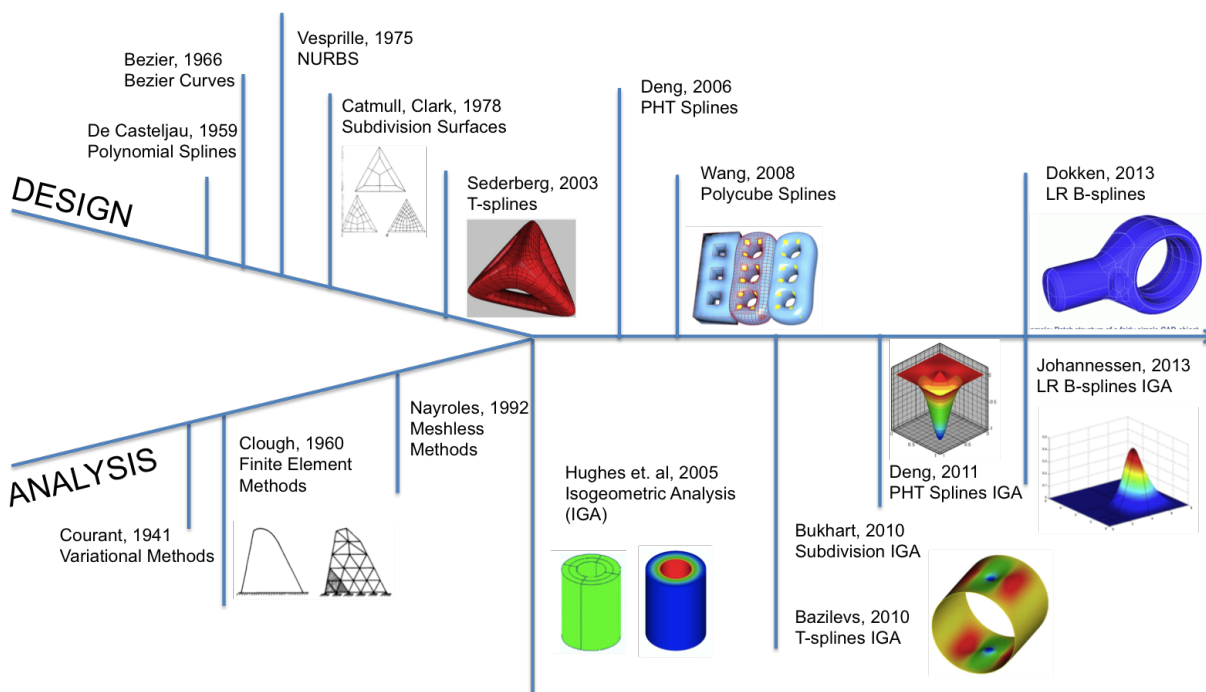 Vesprille, 1975
NURBS
Bezier, 1966
Bezier Curves
De Casteljau, 1959
Polynomial Splines
Catmull, Clark, 1978
Subdivision Surfaces
Deng, 2006
PHT Splines
Sederberg, 2003
T-splines
Wang, 2008
Polycube Splines
Dokken, 2013
LR B-splines
DESIGN
ANALYSIS
Courant, 1941
Variational Methods
Clough, 1960
Finite Element
Methods
Nayroles, 1992
Meshless
Methods
Hughes et. al, 2005
Isogeometric Analysis
(IGA)
Bukhart, 2010
Subdivision IGA
Bazilevs, 2010
T-splines IGA
Deng, 2011
PHT Splines IGA
Johannessen, 2013
LR B-splines IGA